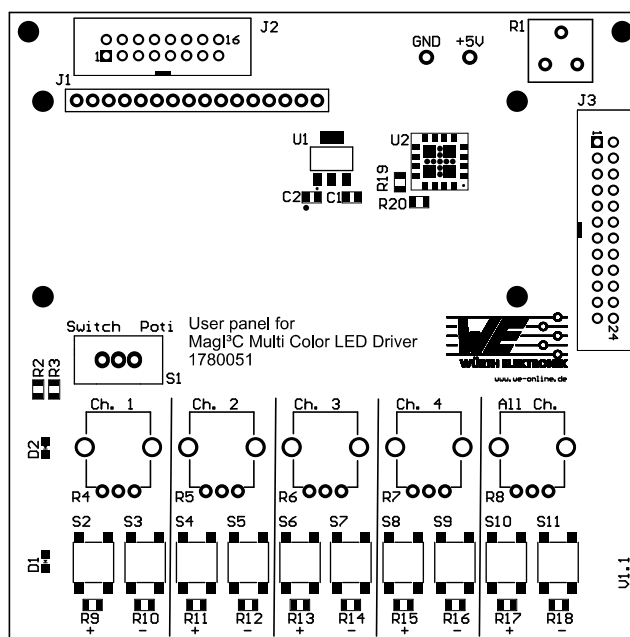 J2
16
1
GND
+5V
R1
J1
J3
1
U1
U2
R19
C2
C1
R20
24
Switch Poti
S1
User panel for
MagI³C Multi Color LED Driver
1780051
WE
WÜRTH ELEKTRONIK
www.we-online.de
R2
R3
Ch. 1
Ch. 2
Ch. 3
Ch. 4
All Ch.
D2
R4
R5
R6
R7
R8
S2
S3
S4
S5
S6
S7
S8
S9
S10
S11
D1
V1.1
R9
R10
R11
R12
R13
R14
R15
R16
R17
R18
+
-
+
-
+
-
+
-
+
-